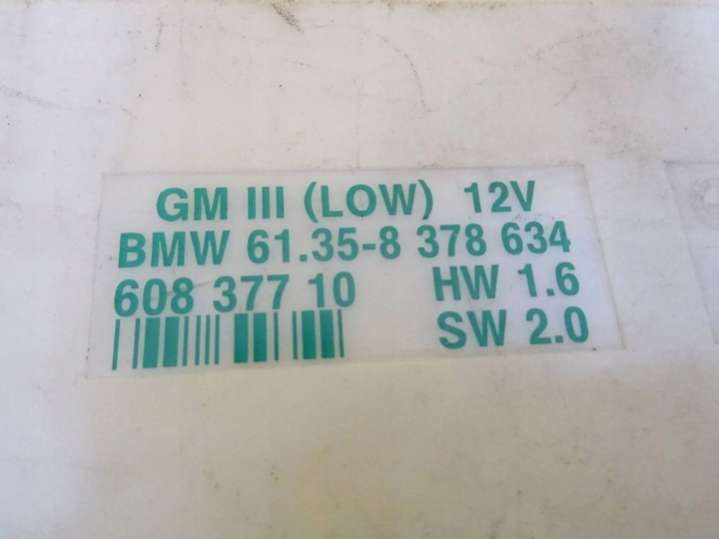 GM III (LOW) 12V
BMW 61.35-8 378 634
608 377 10 HW 1.6
SW 2.0